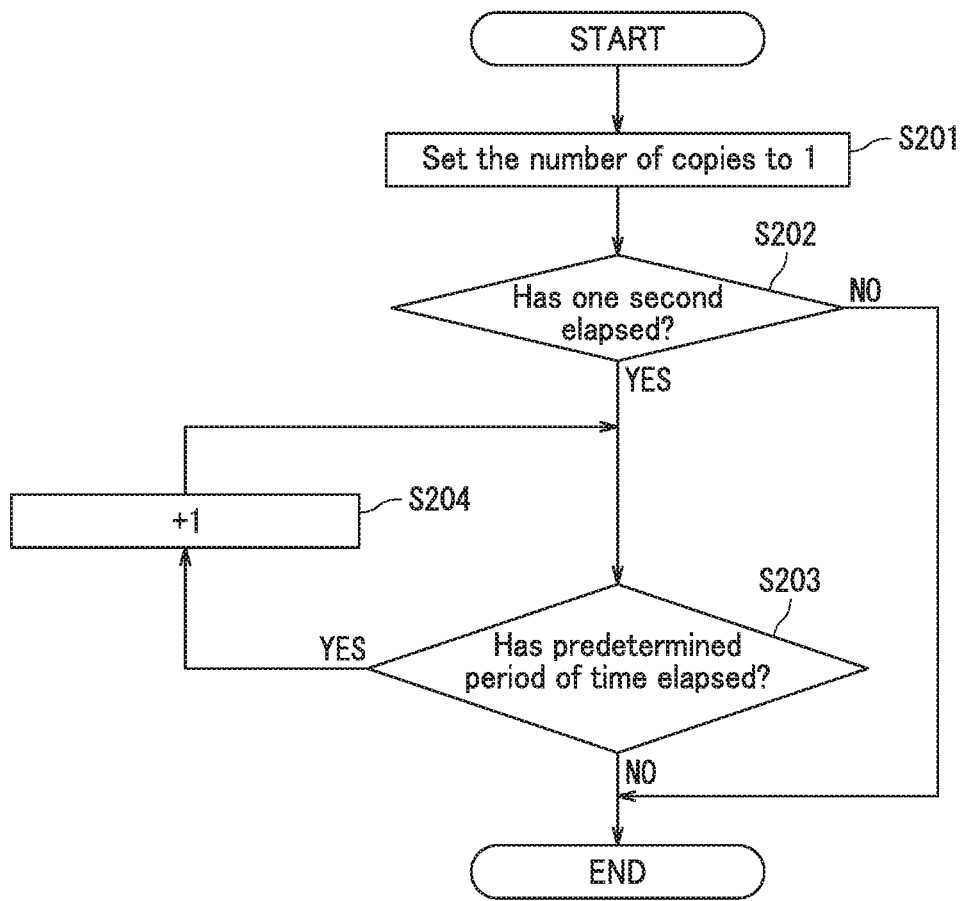 START
Set the number of copies to 1
S201
S202
Has one second
elapsed?
NO
YES
S204
+1
S203
YES
Has predetermined
period of time elapsed?
NO
END